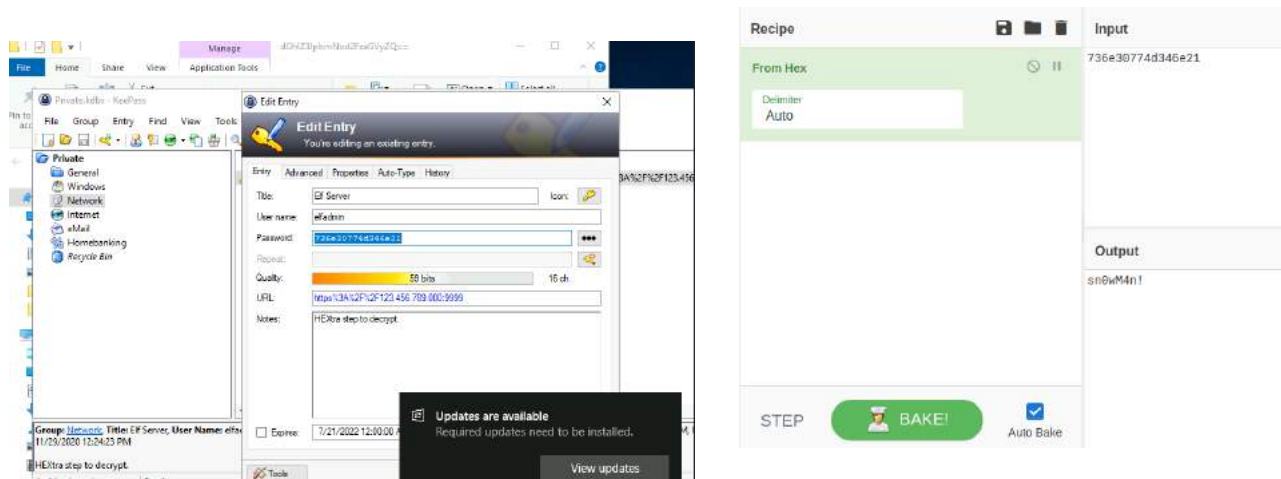 Manage
File
Home
Share
View
Application Tools
Private.kdbx - KeePass
File Group Entry Find View Tools
Private
General
Windows
Network
Internet
eMail
Homebanking
Recycle Bin
Group: Network, Title: Elf Server, User Name:
11/29/2020 12:24:23 PM
HEXtra step to decrypt.
Edit Entry
Edit Entry
You're editing an existing entry.
Entry Advanced Properties Auto-Type History
Title: Elf Server Icon:
User name: elfadmin
Password: 736e30774d346e21
Repeat:
Quality: 59 bits 16 ch
URL: https%3A%2F%2F123.456.789.000:9999
Notes: HEXtra step to decrypt.
3A%2F%2F123.456
Expires: 7/21/2022 12:00:00
Tools
Updates are available
Required updates need to be installed.
View updates
Recipe
From Hex
Delimiter
Auto
STEP
BAKE!
Auto Bake
Input
736e30774d346e21
Output
sn0wM4n!